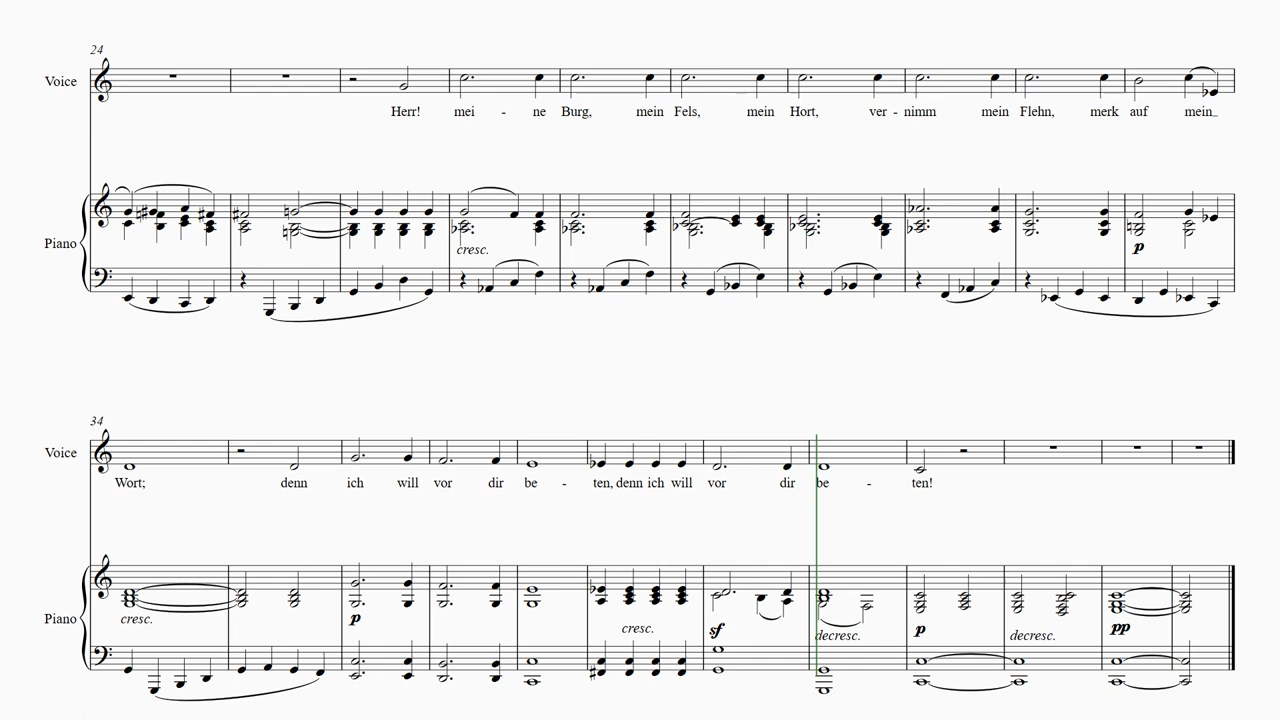 24
Voice
Herr! mei - ne Burg, mein Fels, mein Hort, ver - nimm mein Flehn, merk auf mein_
Piano
cresc.
p
34
Voice
Wort; denn ich will vor dir be - ten, denn ich will vor dir be - ten!
Piano
cresc. p cresc. sf decresc. p decresc. pp